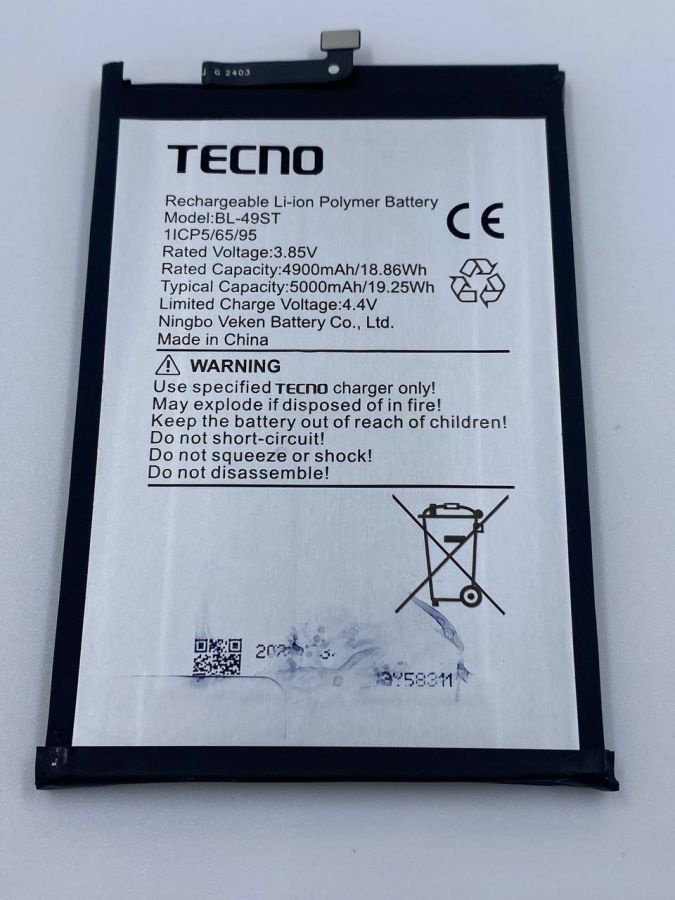 G 2403
TECNO
Rechargeable Li-ion Polymer Battery
Model:BL-49ST
1ICP5/65/95
Rated Voltage:3.85V
Rated Capacity:4900mAh/18.86Wh
Typical Capacity:5000mAh/19.25Wh
Limited Charge Voltage:4.4V
Ningbo Veken Battery Co., Ltd.
Made in China
CE
WARNING
Use specified TECNO charger only!
May explode if disposed of in fire!
Keep the battery out of reach of children!
Do not short-circuit!
Do not squeeze or shock!
Do not disassemble!